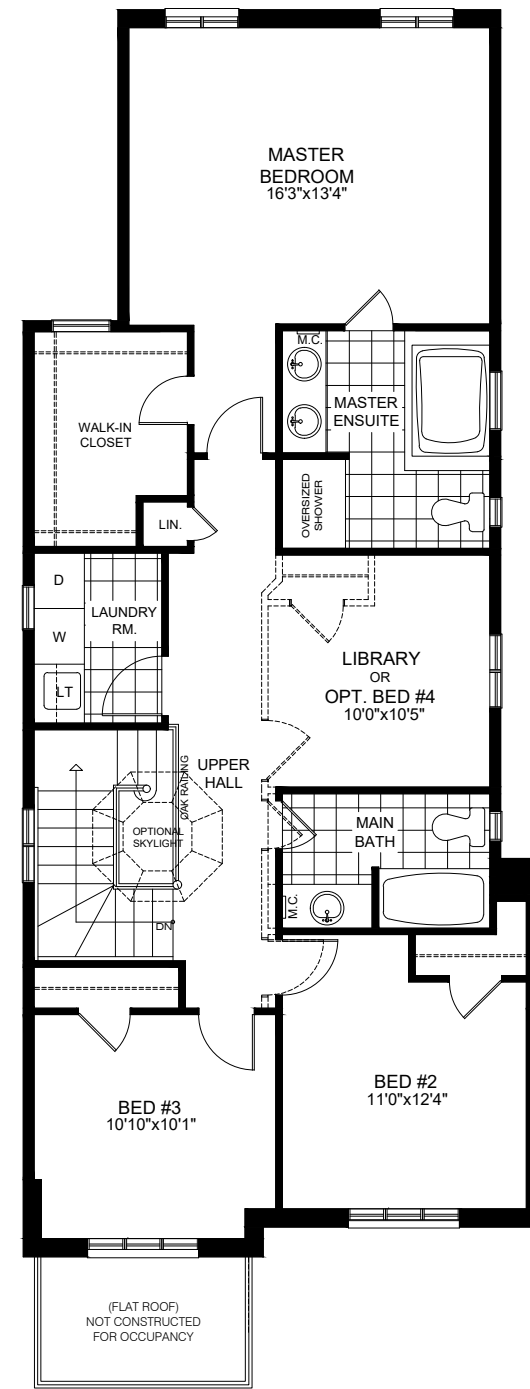 MASTER
BEDROOM
16'3"x13'4"
M.C.
MASTER
ENSUITE
WALK-IN
CLOSET
OVERSIZED
SHOWER
LIN.
D
W
LT
LAUNDRY
RM.
LIBRARY
OR
OPT. BED #4
10'0"x10'5"
UPPER
HALL
OAK RAILING
OPTIONAL
SKYLIGHT
MAIN
BATH
M.C.
DN
BED #3
10'10"x10'1"
BED #2
11'0"x12'4"
(FLAT ROOF)
NOT CONSTRUCTED
FOR OCCUPANCY